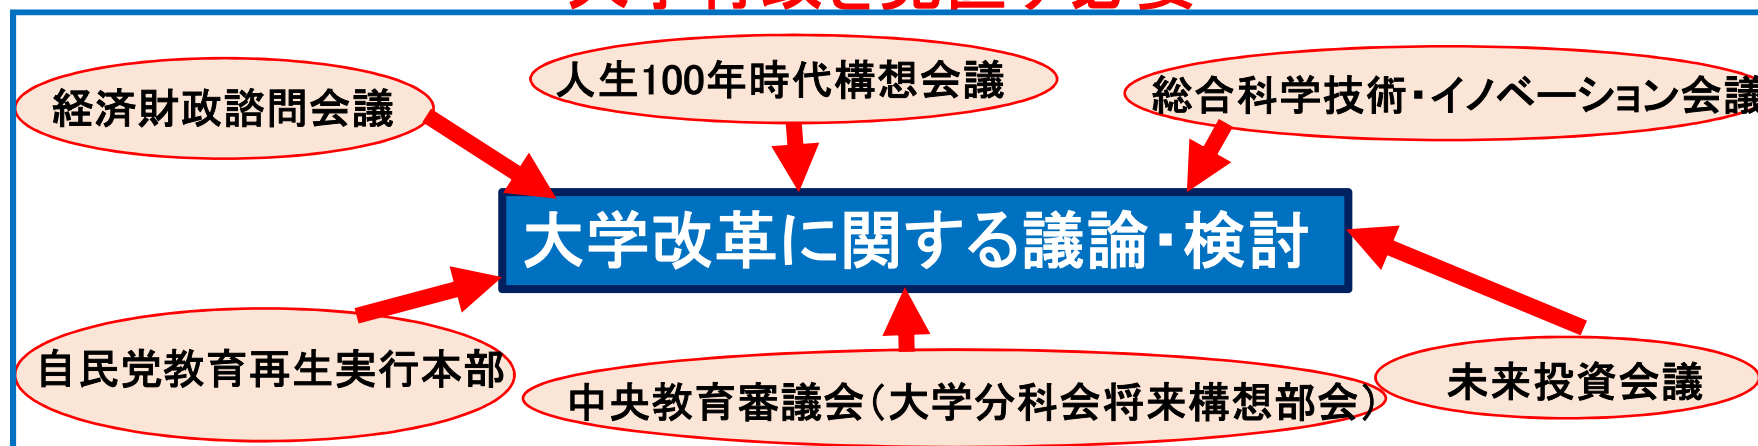 人生100年時代構想会議
経済財政諮問会議
総合科学技術・イノベーション会議
大学改革に関する議論・検討
自民党教育再生実行本部
中央教育審議会(大学分科会将来構想部会)
未来投資会議